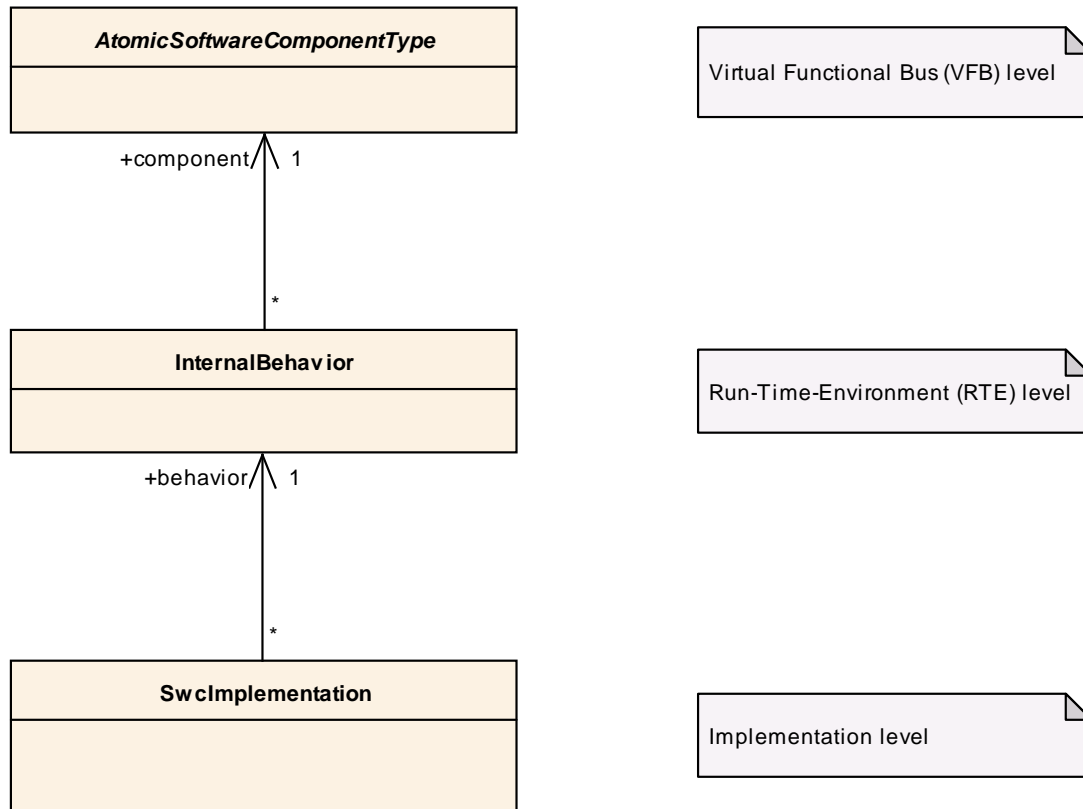 AtomicSoftwareComponentType
Virtual Functional Bus (VFB) level
+component 1
*
InternalBehavior
Run-Time-Environment (RTE) level
+behavior 1
*
SwcImplementation
Implementation level